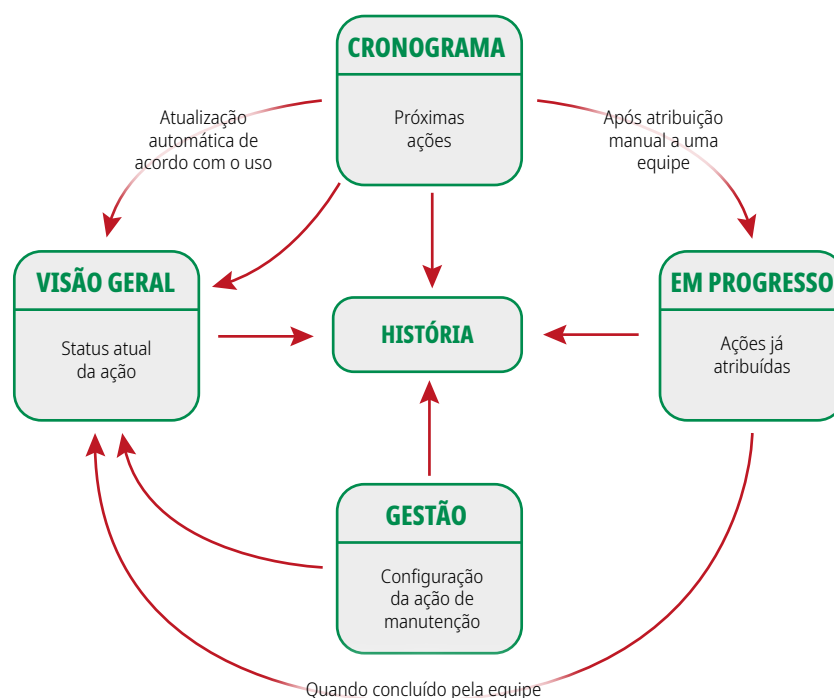 CRONOGRAMA
Próximas
ações
Atualização
automática de
acordo com o uso
Após atribuição
manual a uma
equipe
VISÃO GERAL
Status atual
da ação
HISTÓRIA
EM PROGRESSO
Ações já
atribuídas
GESTÃO
Configuração
da ação de
manutenção
Quando concluído pela equipe